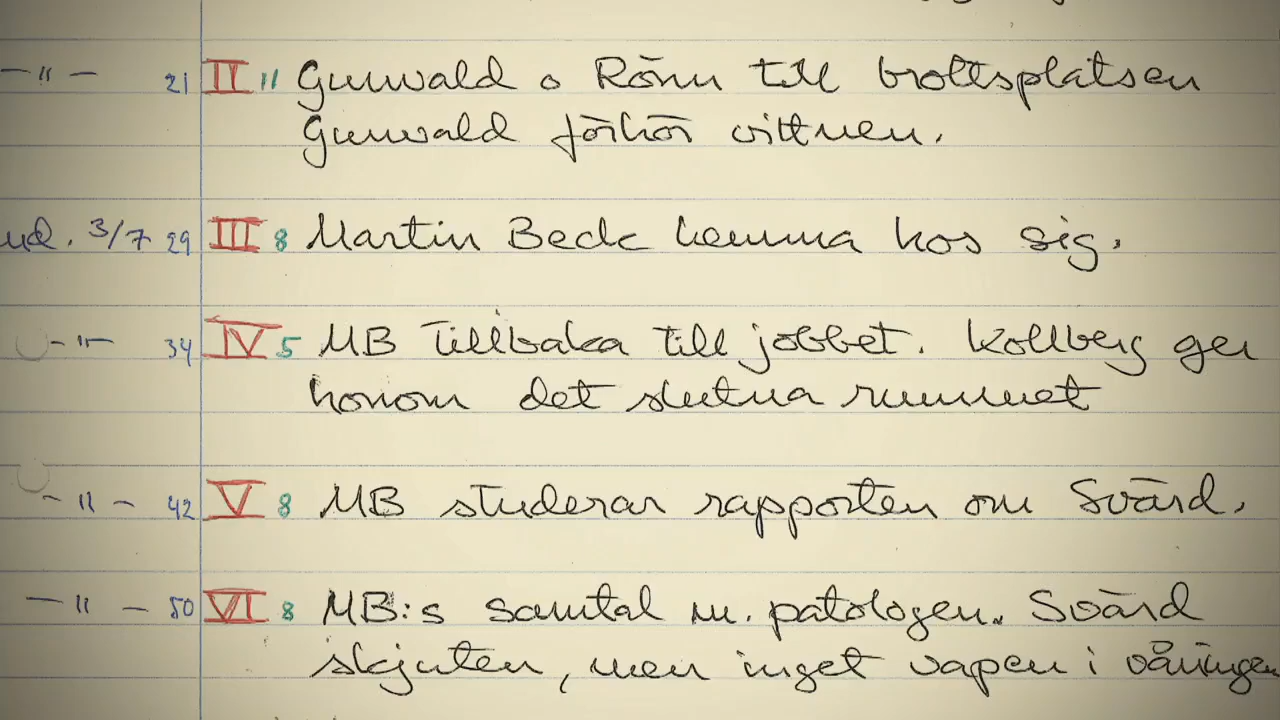 –"– 21 II 11 Gunvald o Rönn till brottsplatsen
Gunvald förhör vittnen.
3/7 29 III 8 Martin Beck hemma hos sig.
–"– 34 IV 5 MB tillbaka till jobbet. Kollberg ger
honom det slutna rummet
–"– 42 V 8 MB studerar rapporten om Svärd.
–"– 50 VI 8 MB:s samtal m. patologen. Svärd
skjuten, men inget vapen i våningen